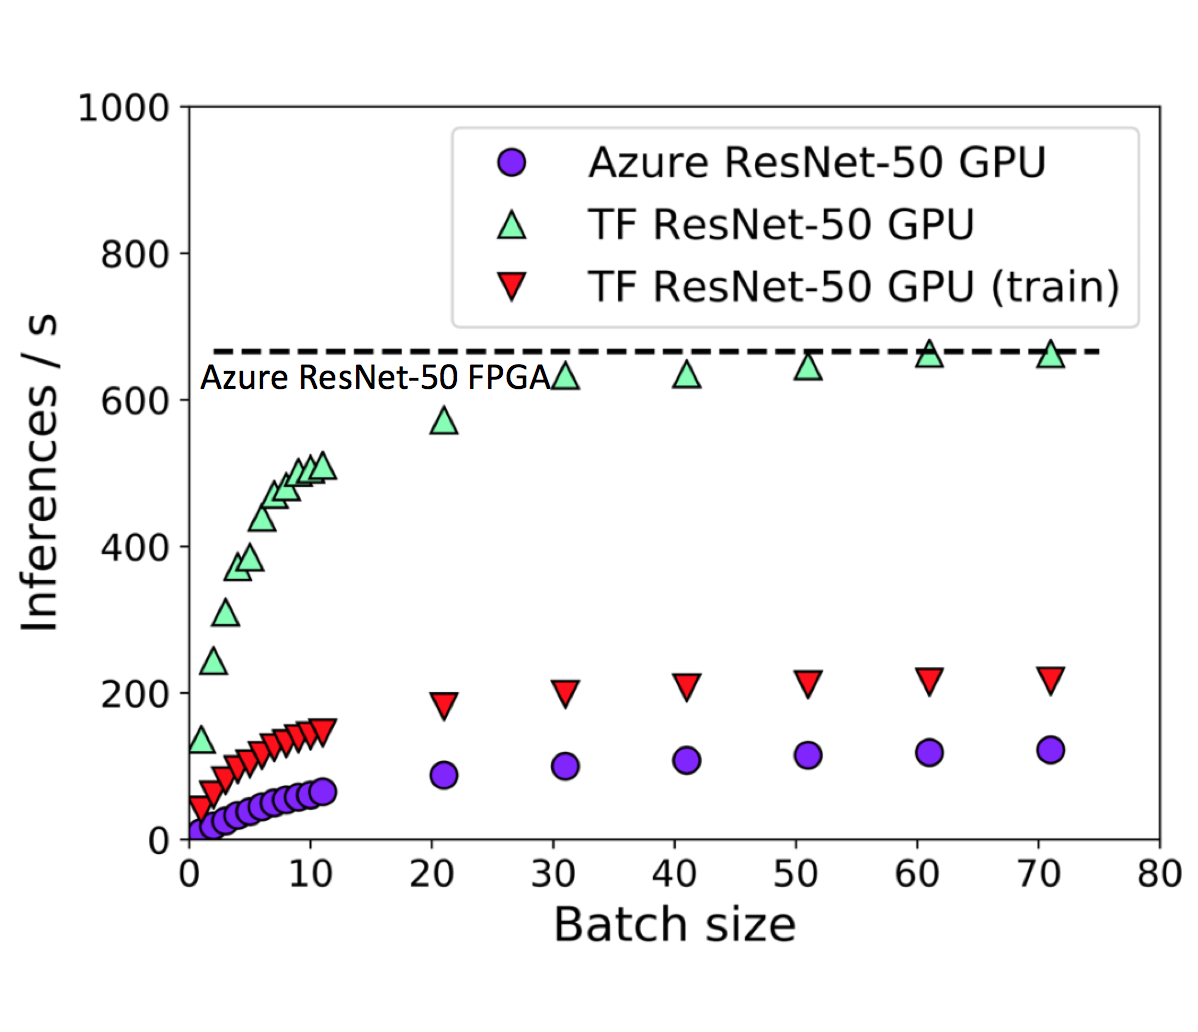 1000
800
600
400
200
0
Inferences / s
Azure ResNet-50 GPU
TF ResNet-50 GPU
TF ResNet-50 GPU (train)
Azure ResNet-50 FPGA
0 10 20 30 40 50 60 70 80
Batch size